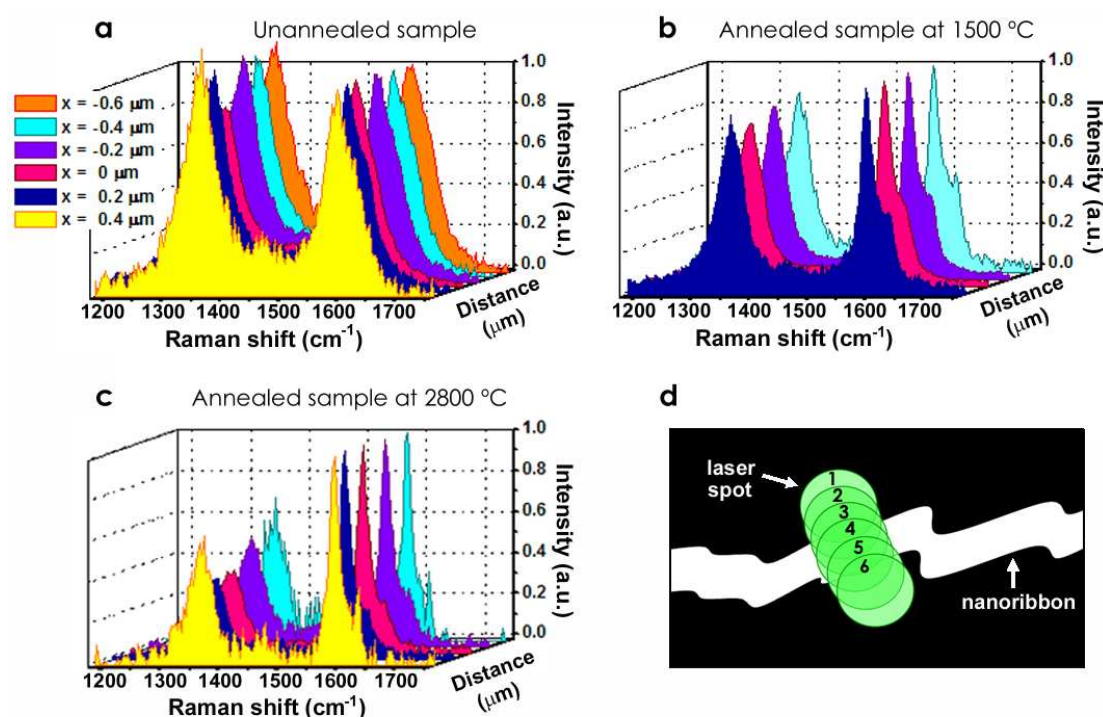 a
Unannealed sample
x = -0.6 μm
x = -0.4 μm
x = -0.2 μm
x = 0 μm
x = 0.2 μm
x = 0.4 μm
1.0
0.8
0.6
0.4
0.2
0.0
Intensity (a.u.)
1200 1300 1400 1500 1600 1700
Raman shift (cm⁻¹)
Distance
(μm)
b
Annealed sample at 1500 °C
1.0
0.8
0.6
0.4
0.2
0.0
Intensity (a.u.)
1200 1300 1400 1500 1600 1700
Raman shift (cm⁻¹)
Distance
(μm)
c
Annealed sample at 2800 °C
1.0
0.8
0.6
0.4
0.2
0.0
Intensity (a.u.)
1200 1300 1400 1500 1600 1700
Raman shift (cm⁻¹)
Distance
(μm)
d
laser
spot
1
2
3
4
5
6
nanoribbon